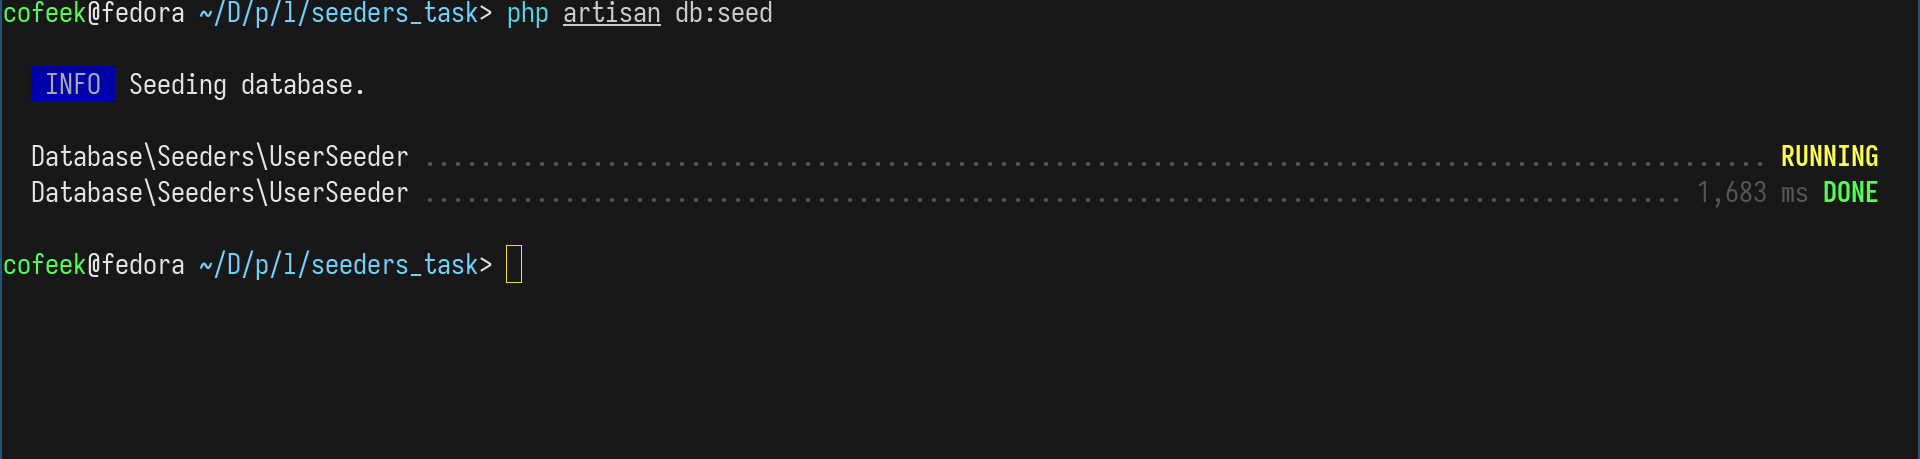 cofeek@fedora ~/D/p/l/seeders_task> php artisan db:seed
INFO Seeding database.
Database\Seeders\UserSeeder ................................................................................................ RUNNING
Database\Seeders\UserSeeder .......................................................................................... 1,683 ms DONE
cofeek@fedora ~/D/p/l/seeders_task>